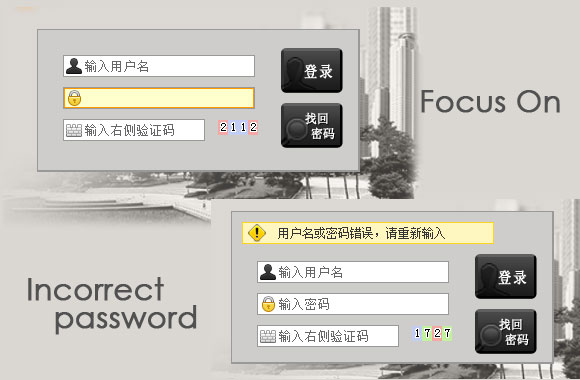 输入用户名
登录
输入右侧验证码
2112
找回
密码
Focus On
用户名或密码错误，请重新输入
输入用户名
登录
输入密码
输入右侧验证码
1727
找回
密码
Incorrect
password